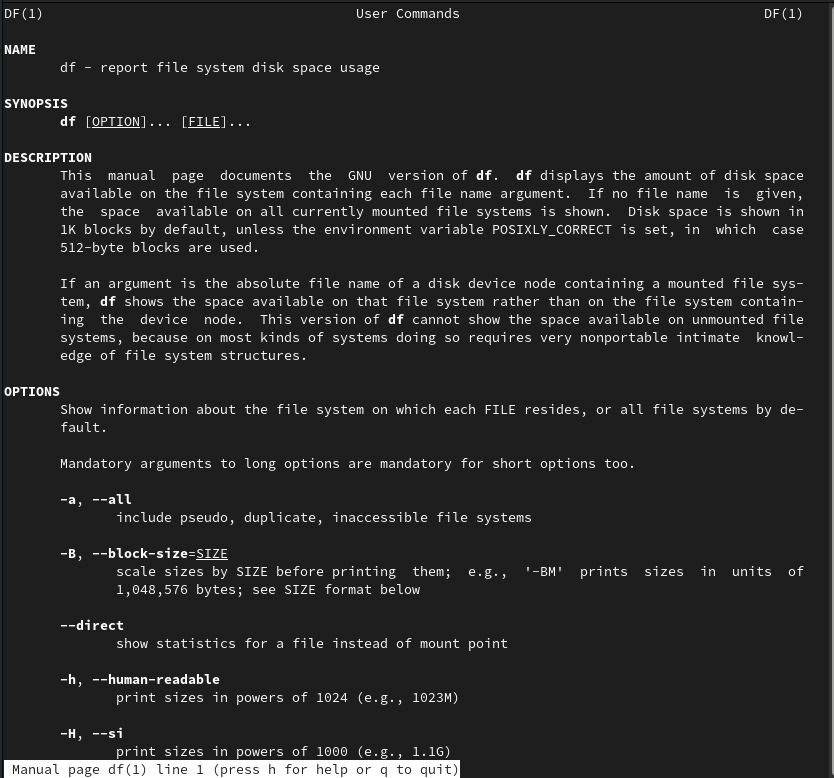 DF(1) User Commands DF(1)
NAME
df - report file system disk space usage
SYNOPSIS
df [OPTION]... [FILE]...
DESCRIPTION
This manual page documents the GNU version of df. df displays the amount of disk space
available on the file system containing each file name argument. If no file name is given,
the space available on all currently mounted file systems is shown. Disk space is shown in
1K blocks by default, unless the environment variable POSIXLY_CORRECT is set, in which case
512-byte blocks are used.
If an argument is the absolute file name of a disk device node containing a mounted file sys-
tem, df shows the space available on that file system rather than on the file system contain-
ing the device node. This version of df cannot show the space available on unmounted file
systems, because on most kinds of systems doing so requires very nonportable intimate knowl-
edge of file system structures.
OPTIONS
Show information about the file system on which each FILE resides, or all file systems by de-
fault.
Mandatory arguments to long options are mandatory for short options too.
-a, --all
include pseudo, duplicate, inaccessible file systems
-B, --block-size=SIZE
scale sizes by SIZE before printing them; e.g., '-BM' prints sizes in units of
1,048,576 bytes; see SIZE format below
--direct
show statistics for a file instead of mount point
-h, --human-readable
print sizes in powers of 1024 (e.g., 1023M)
-H, --si
print sizes in powers of 1000 (e.g., 1.1G)
Manual page df(1) line 1 (press h for help or q to quit)